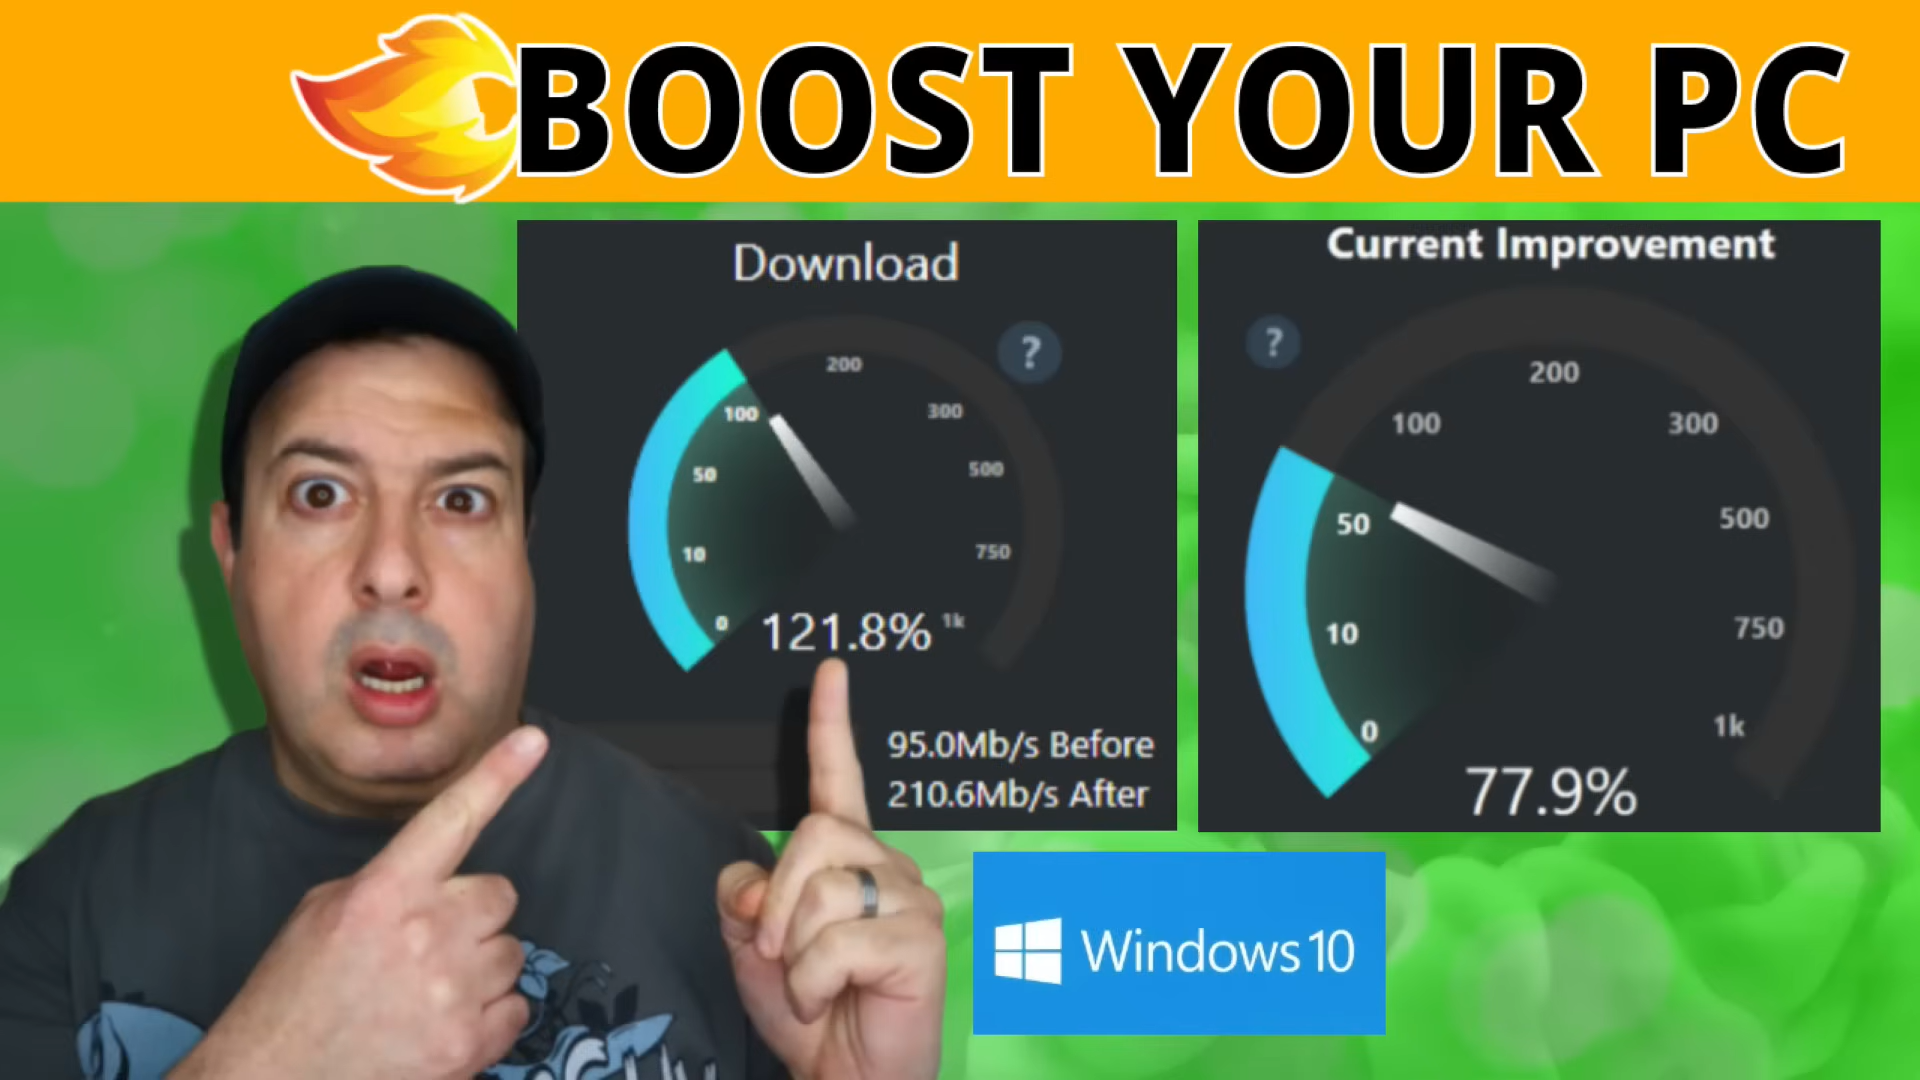 BOOST YOUR PC
Download
?
0
10
50
100
200
300
500
750
1k
121.8%
95.0Mb/s Before
210.6Mb/s After
Current Improvement
?
0
10
50
100
200
300
500
750
1k
77.9%
Windows 10